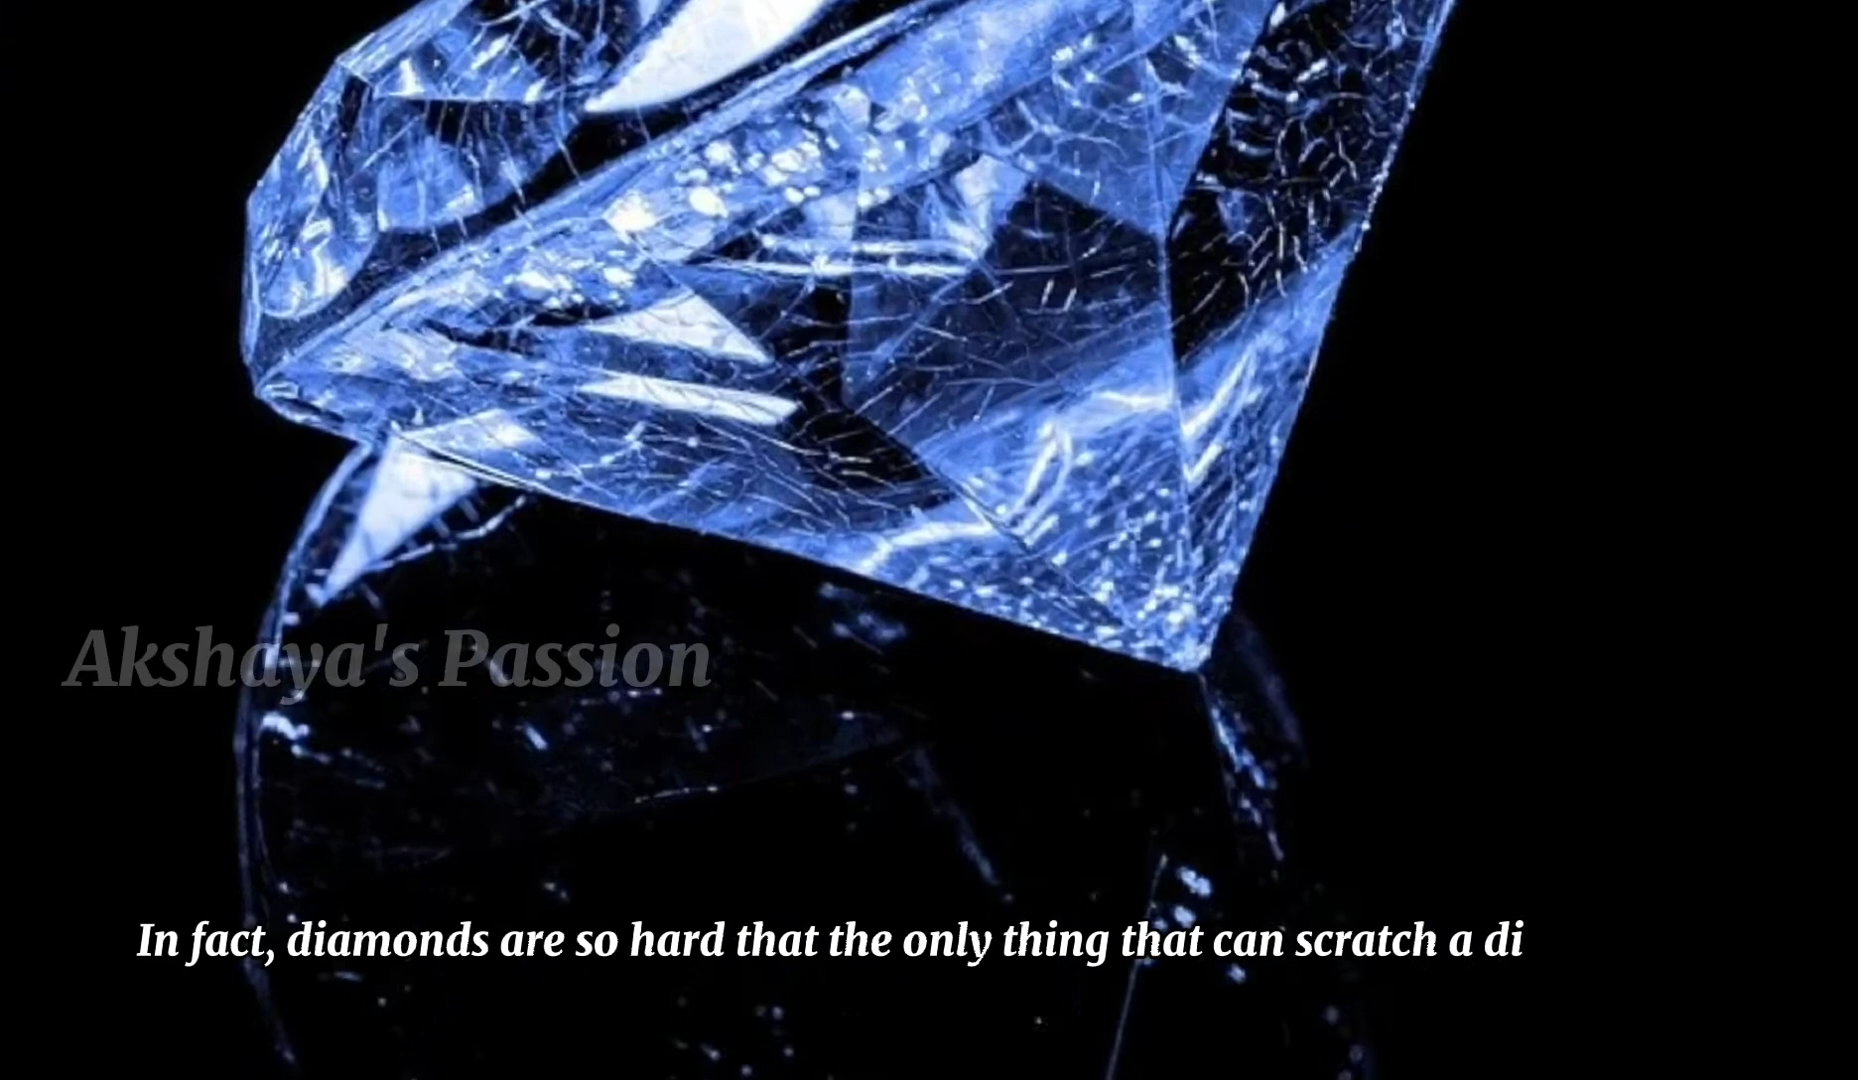 Akshaya's Passion
In fact, diamonds are so hard that the only thing that can scratch a di